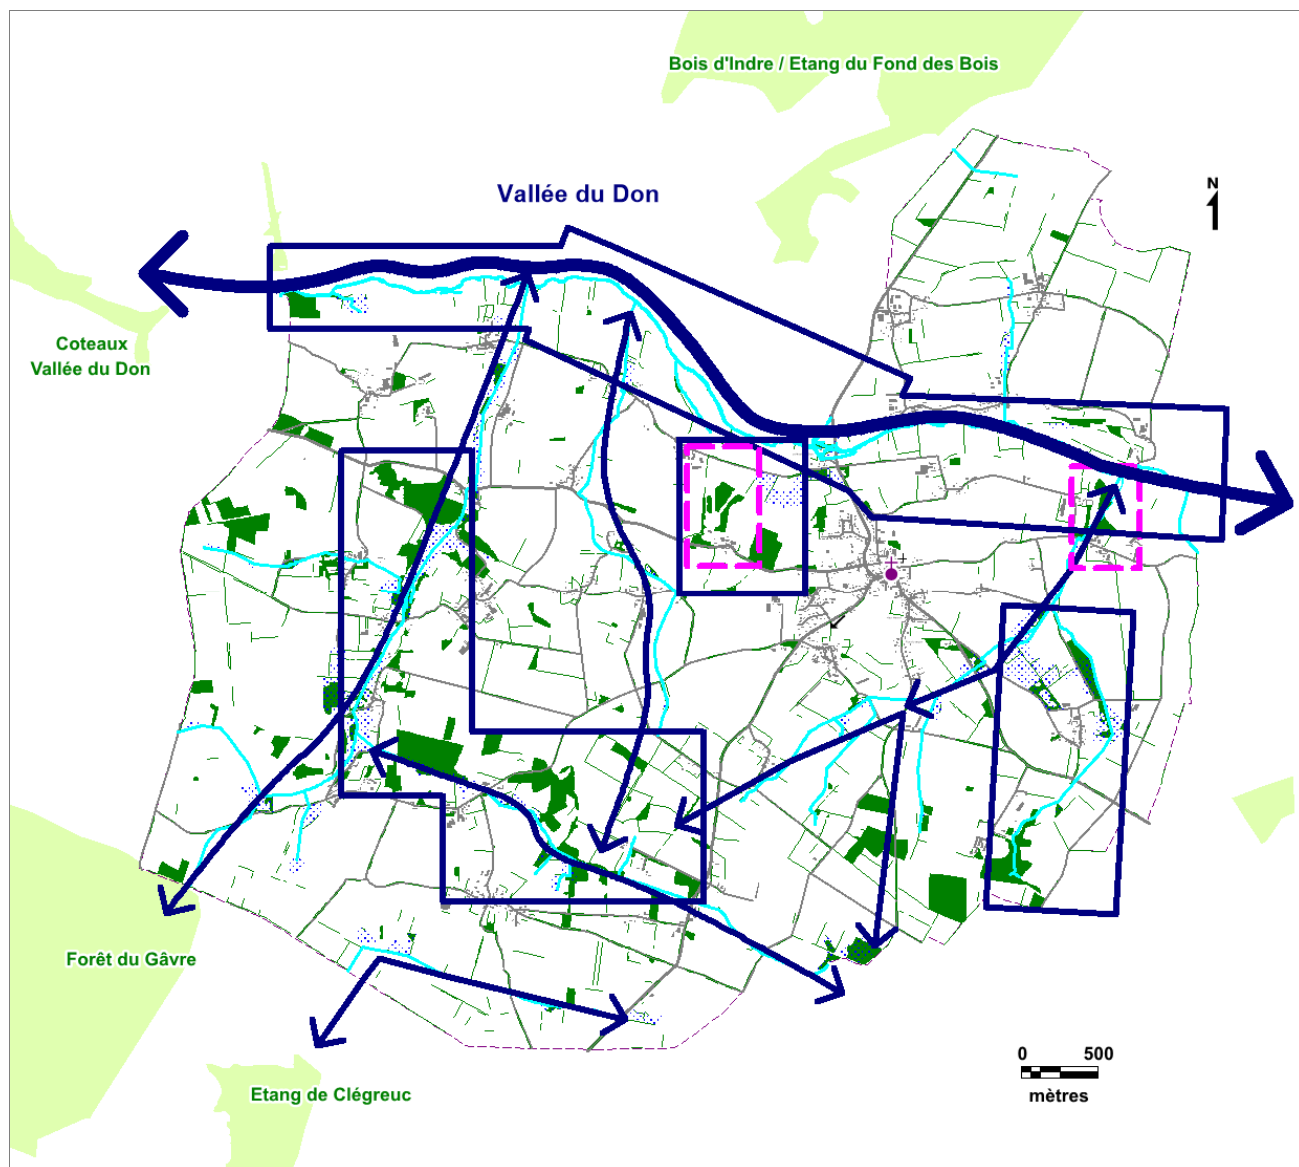 Bois d'Indre / Etang du Fond des Bois
N
Vallée du Don
Coteaux
Vallée du Don
Forêt du Gâvre
0 500
mètres
Etang de Clégreuc